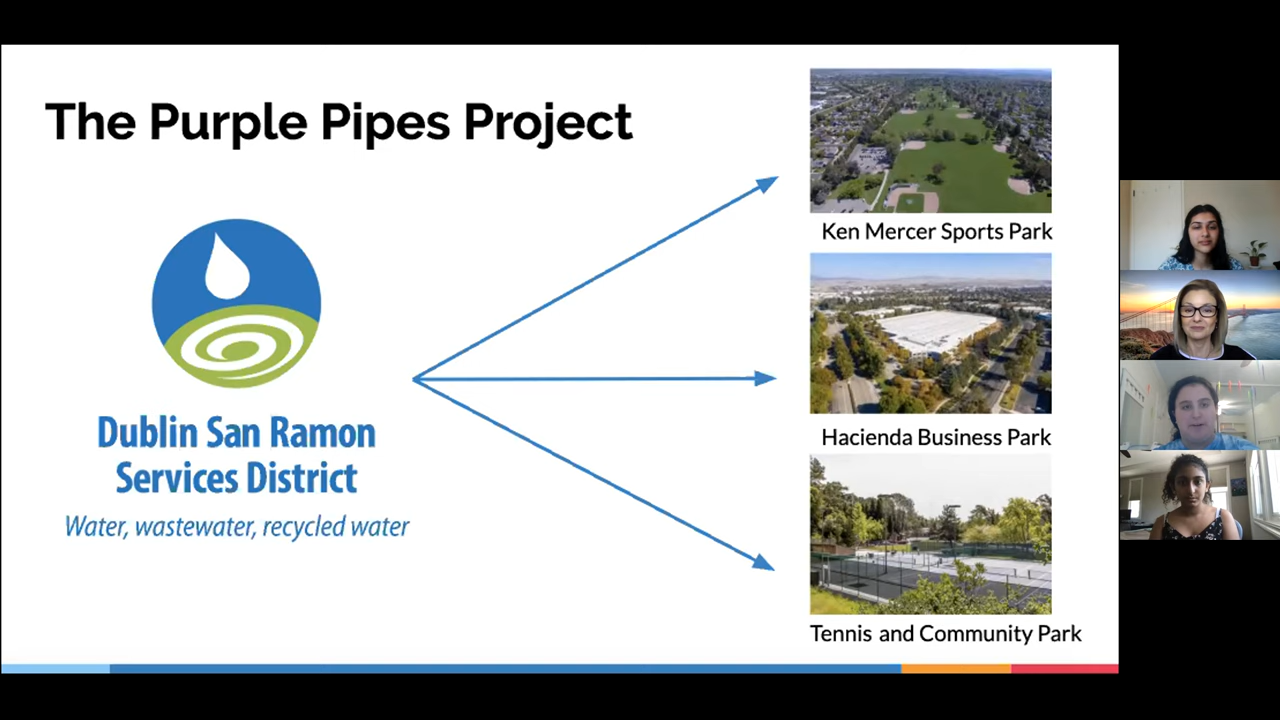 The Purple Pipes Project
Dublin San Ramon
Services District
Water, wastewater, recycled water
Ken Mercer Sports Park
Hacienda Business Park
Tennis and Community Park